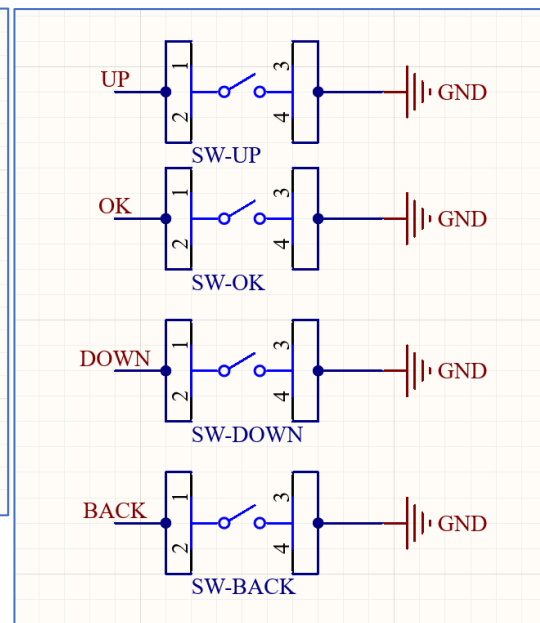 UP 1 2 3 4 GND
SW-UP
OK 1 2 3 4 GND
SW-OK
DOWN 1 2 3 4 GND
SW-DOWN
BACK 1 2 3 4 GND
SW-BACK